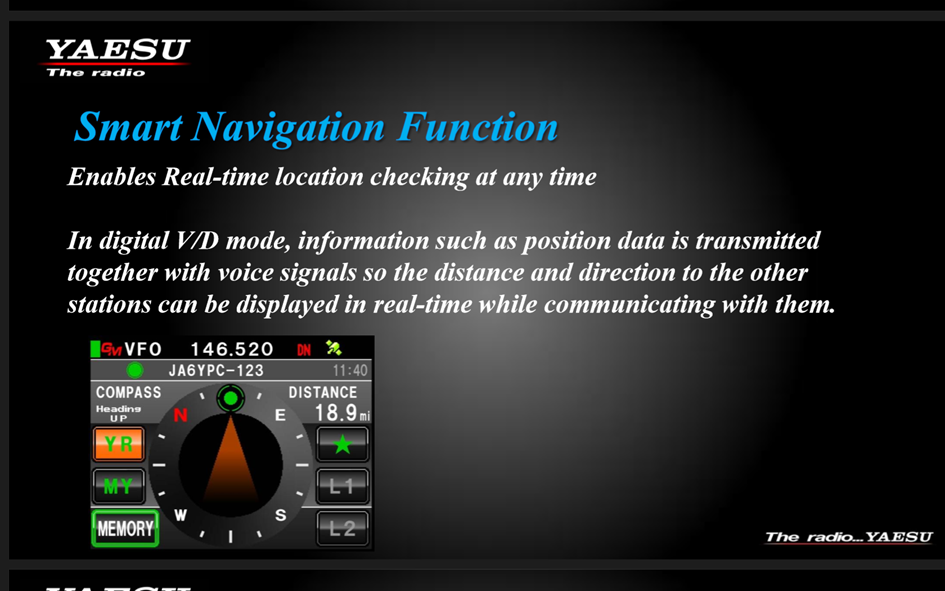 YAESU
The radio
Smart Navigation Function
Enables Real-time location checking at any time
In digital V/D mode, information such as position data is transmitted
together with voice signals so the distance and direction to the other
stations can be displayed in real-time while communicating with them.
GM VFO 146.520 DN
JA6YPC-123 11:40
COMPASS DISTANCE
Heading UP 18.9mi
N E
YR ★
MY L1
W S
MEMORY L2
The radio...YAESU
YAESU